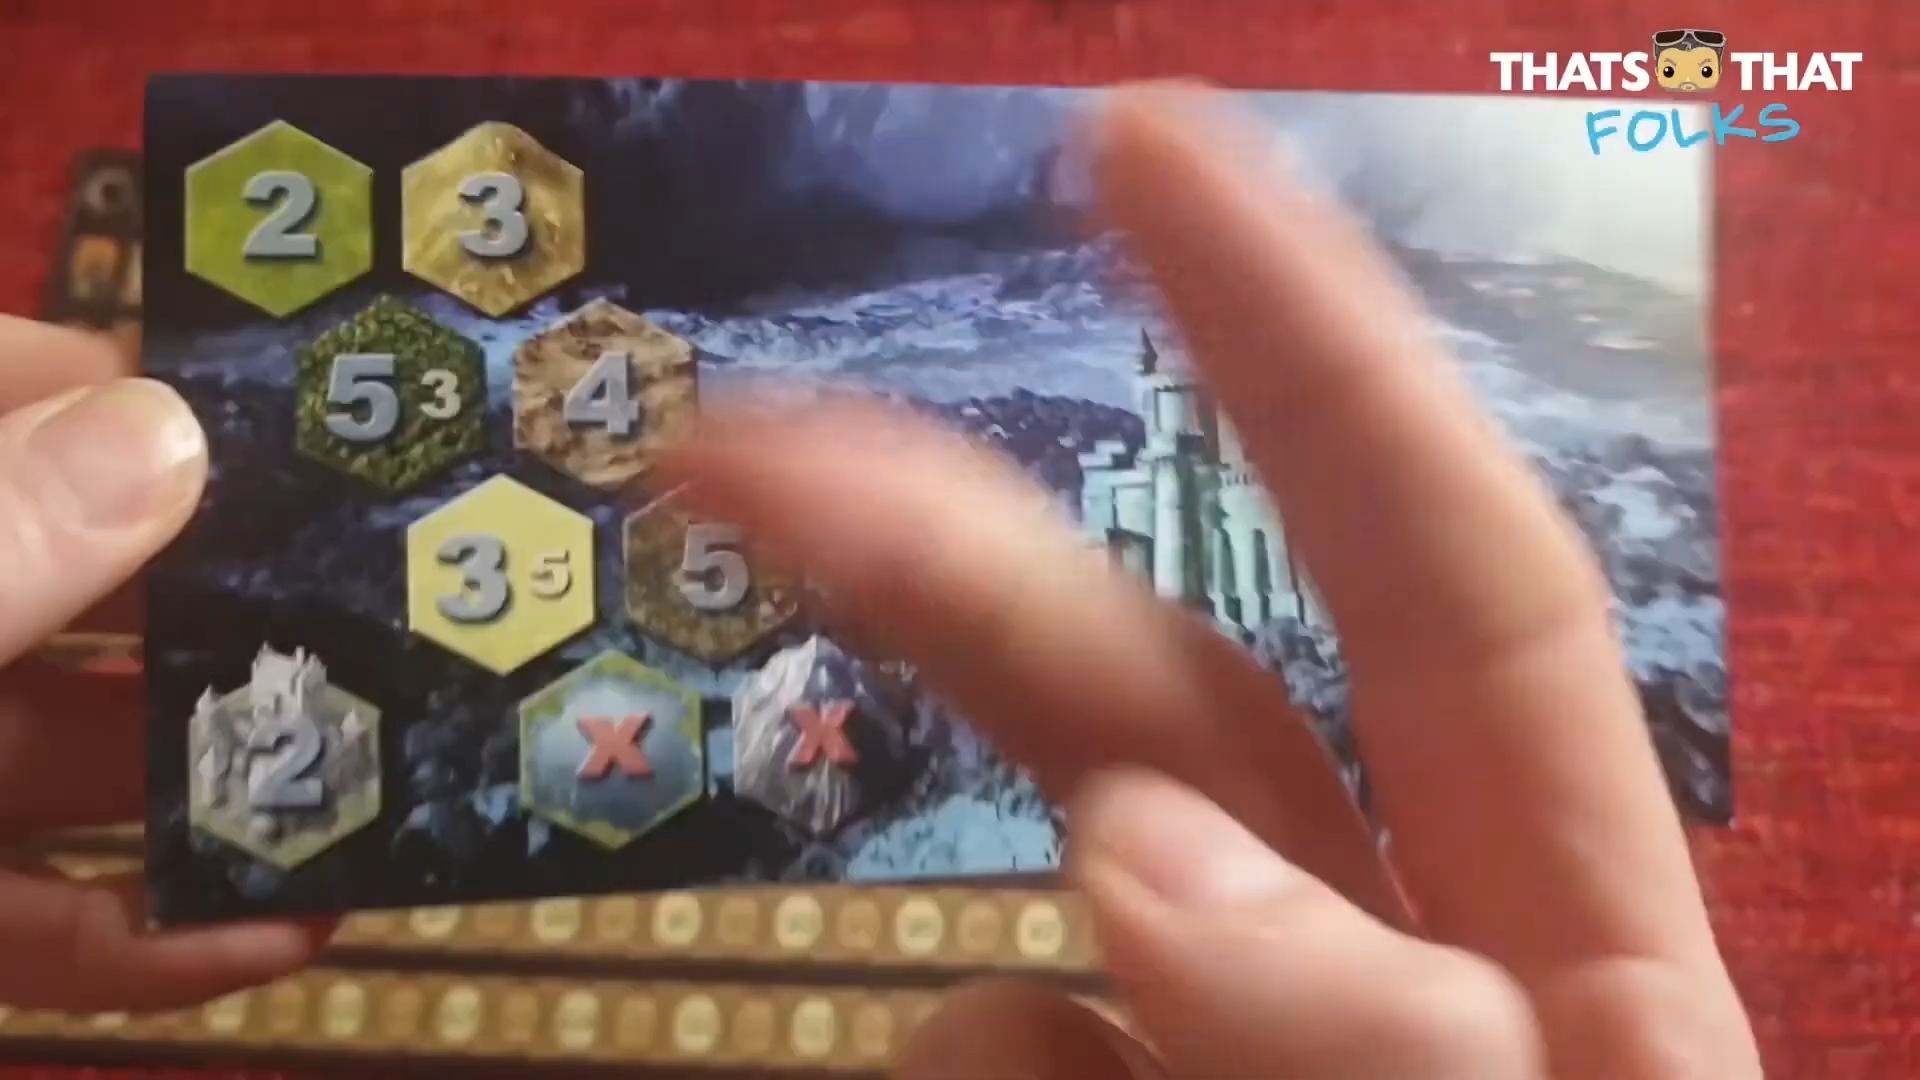 THATS THAT
FOLKS
2 3
5 3 4
3 5 5
2 X X